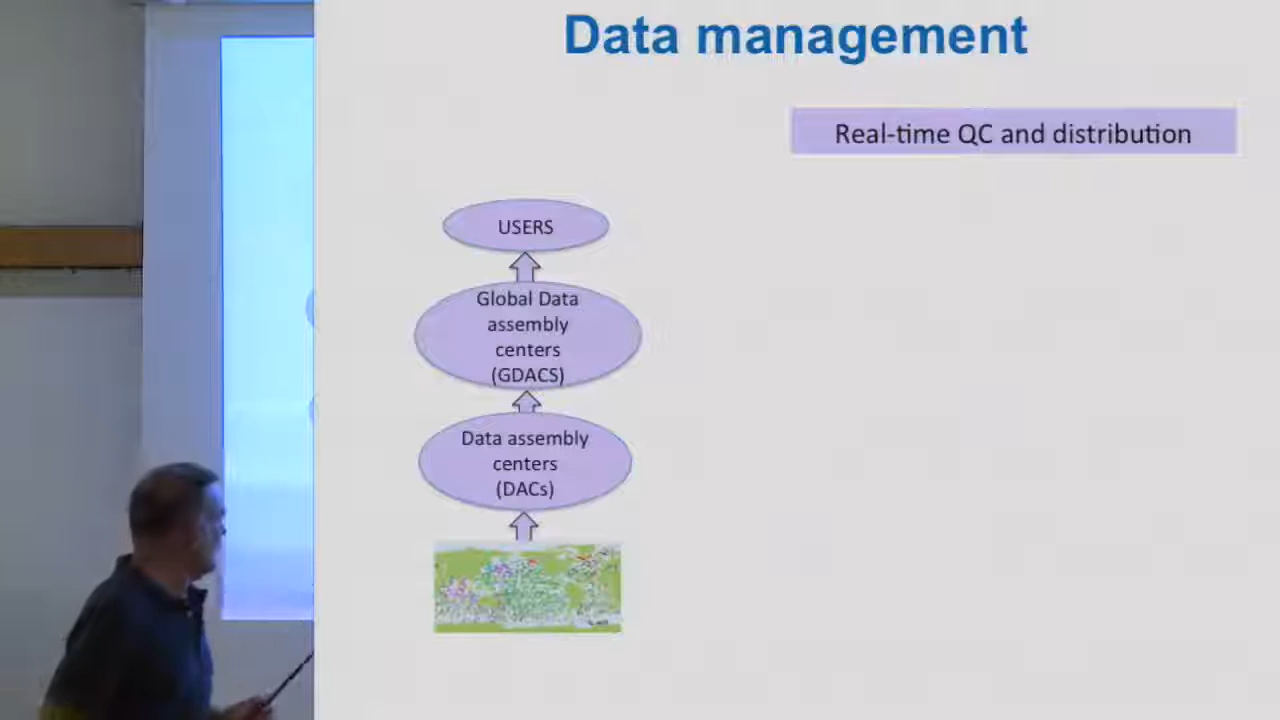 Data management
Real-time QC and distribution
USERS
Global Data
assembly
centers
(GDACS)
Data assembly
centers
(DACs)